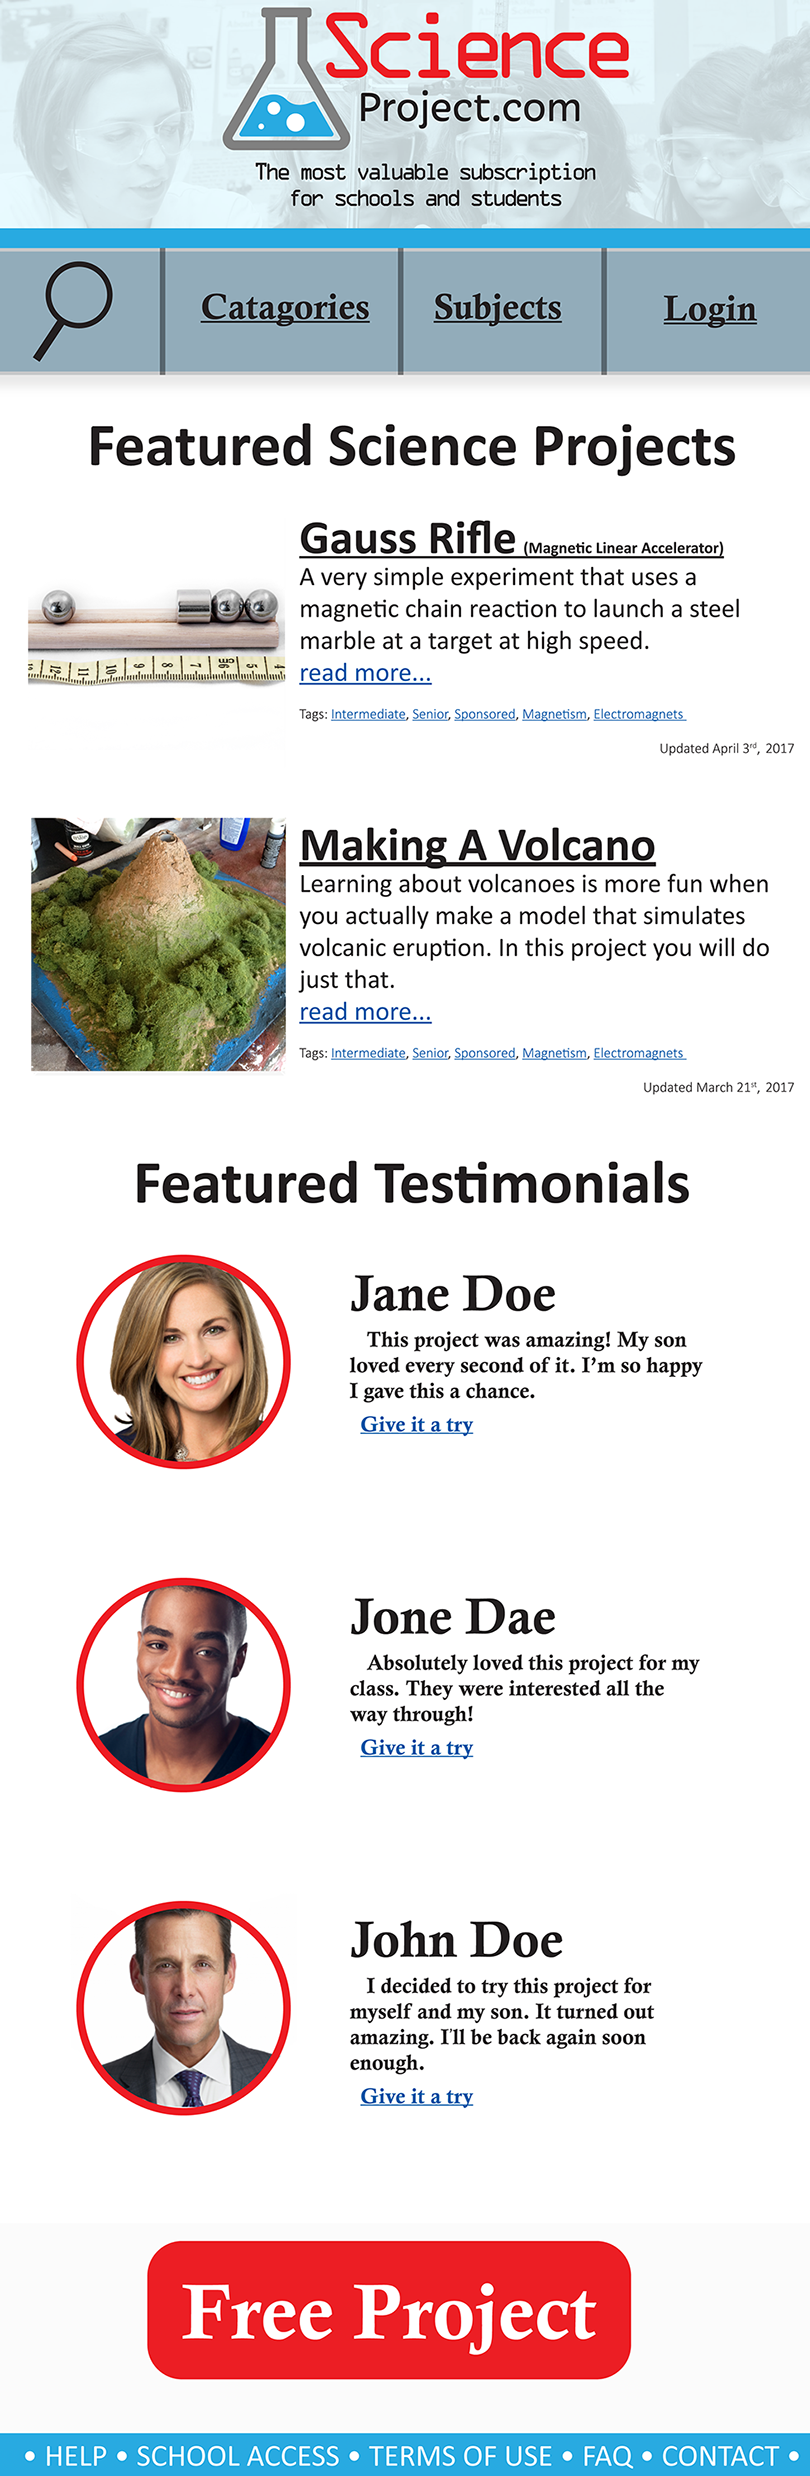 Science
Project.com
The most valuable subscription
for schools and students
Catagories Subjects Login
Featured Science Projects
Gauss Rifle (Magnetic Linear Accelerator)
A very simple experiment that uses a
magnetic chain reaction to launch a steel
marble at a target at high speed.
read more...
Tags: Intermediate, Senior, Sponsored, Magnetism, Electromagnets
Updated April 3rd, 2017
Making A Volcano
Learning about volcanoes is more fun when
you actually make a model that simulates
volcanic eruption. In this project you will do
just that.
read more...
Tags: Intermediate, Senior, Sponsored, Magnetism, Electromagnets
Updated March 21st, 2017
Featured Testimonials
Jane Doe
This project was amazing! My son
loved every second of it. I'm so happy
I gave this a chance.
Give it a try
Jone Dae
Absolutely loved this project for my
class. They were interested all the
way through!
Give it a try
John Doe
I decided to try this project for
myself and my son. It turned out
amazing. I'll be back again soon
enough.
Give it a try
Free Project
• HELP • SCHOOL ACCESS • TERMS OF USE • FAQ • CONTACT •